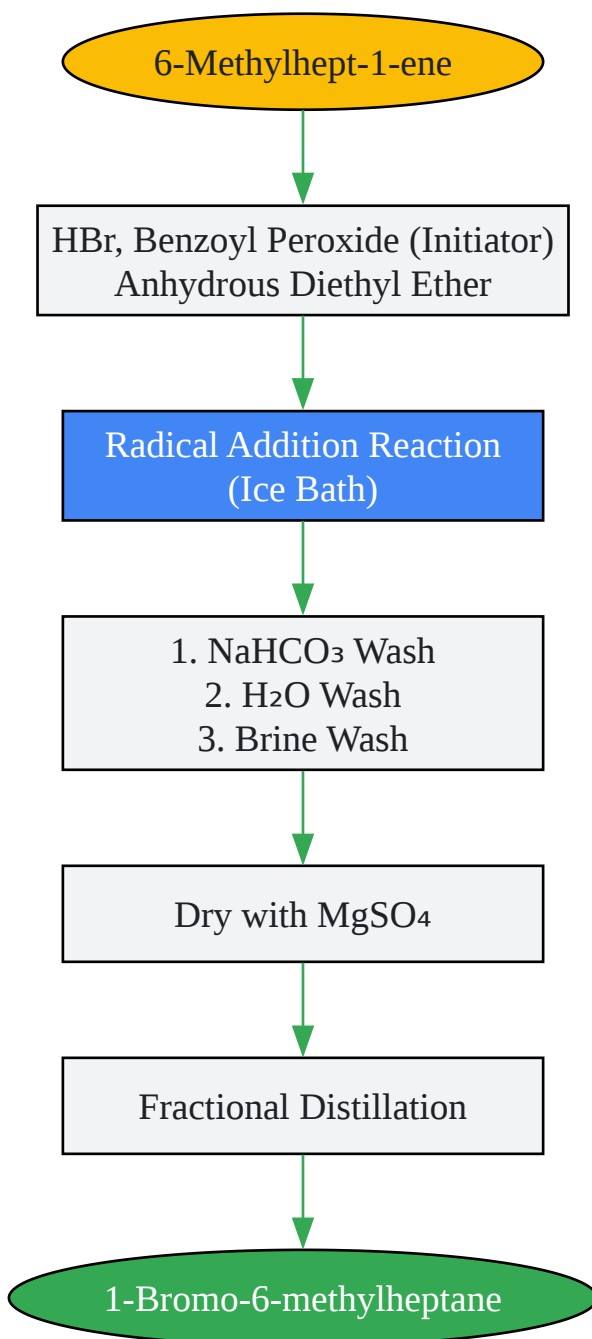 6-Methylhept-1-ene
HBr, Benzoyl Peroxide (Initiator)
Anhydrous Diethyl Ether
Radical Addition Reaction
(Ice Bath)
1. NaHCO₃ Wash
2. H₂O Wash
3. Brine Wash
Dry with MgSO₄
Fractional Distillation
1-Bromo-6-methylheptane